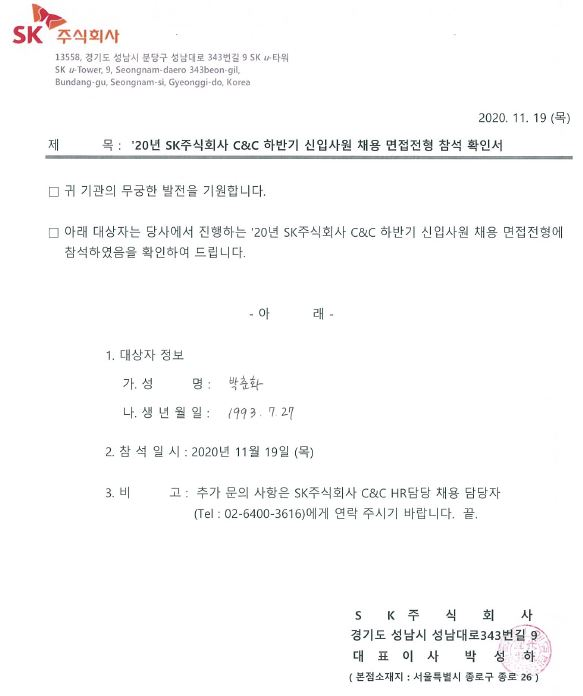 SK 주식회사
13558, 경기도 성남시 분당구 성남대로 343번길 9 SK u-타워
SK u-Tower, 9, Seongnam-daero 343beon-gil,
Bundang-gu, Seongnam-si, Gyeonggi-do, Korea
2020. 11. 19 (목)
제 목 : '20년 SK주식회사 C&C 하반기 신입사원 채용 면접전형 참석 확인서
□ 귀 기관의 무궁한 발전을 기원합니다.
□ 아래 대상자는 당사에서 진행하는 '20년 SK주식회사 C&C 하반기 신입사원 채용 면접전형에
참석하였음을 확인하여 드립니다.
- 아 래 -
1. 대상자 정보
가. 성 명 : 박춘화
나. 생 년 월 일 : 1993. 7. 27
2. 참 석 일 시 : 2020년 11월 19일 (목)
3. 비 고 : 추가 문의 사항은 SK주식회사 C&C HR담당 채용 담당자
(Tel : 02-6400-3616)에게 연락 주시기 바랍니다. 끝.
S K 주 식 회 사
경기도 성남시 성남대로343번길 9
대 표 이 사 박 성 하
( 본점소재지 : 서울특별시 종로구 종로 26 )